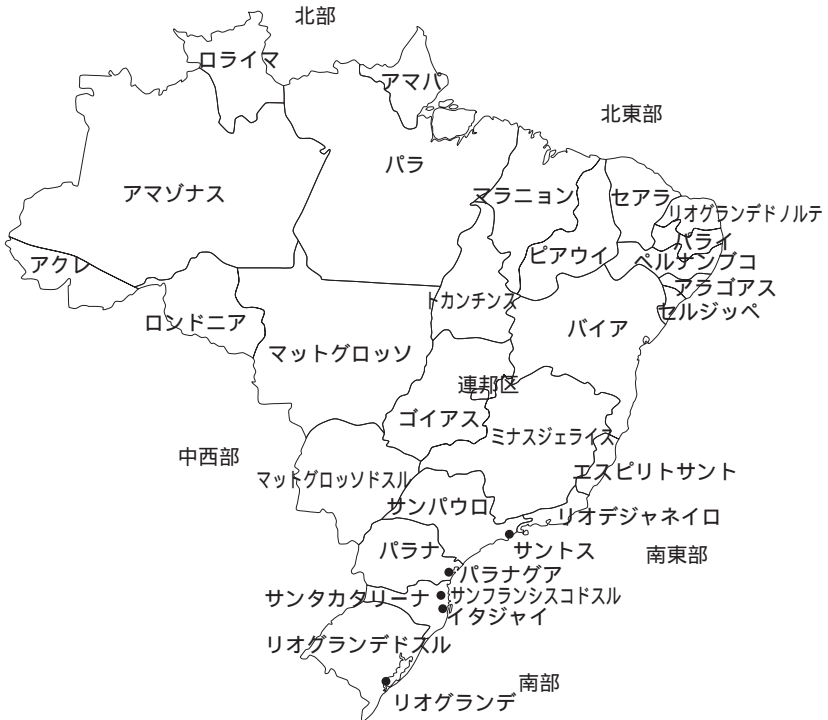 北部
ロライマ
アマパ
北東部
パラ
アマゾナス
マラニョン
セアラ
リオグランデドノルテ
パライ
ピアウイ
ペルナンブコ
アクレ
アラゴアス
トカンチンス
セルジッペ
ロンドニア
バイア
マットグロッソ
連邦区
ゴイアス
ミナスジェライス
中西部
エスピリトサント
マットグロッソドスル
サンパウロ
リオデジャネイロ
パラナ
サントス
南東部
パラナグア
サンタカタリーナ
サンフランシスコドスル
イタジャイ
リオグランデドスル
南部
リオグランデ